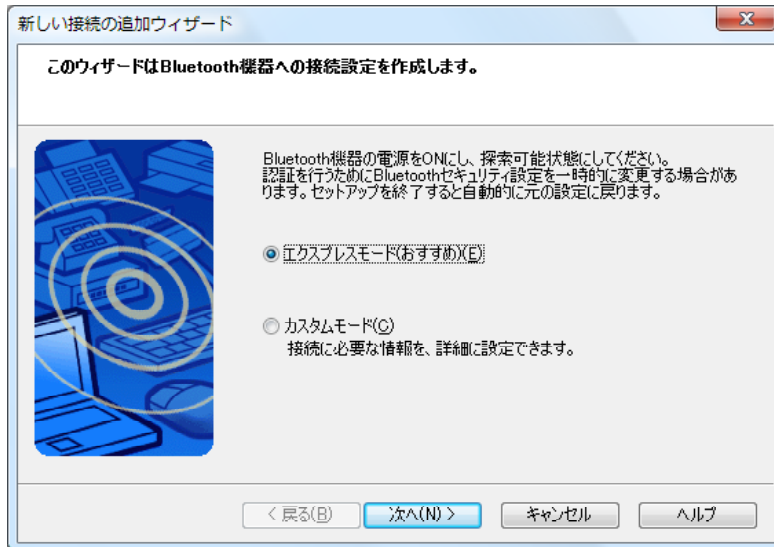 新しい接続の追加ウィザード
このウィザードはBluetooth機器への接続設定を作成します。
Bluetooth機器の電源をONにし、探索可能状態にしてください。
認証を行うためにBluetoothセキュリティ設定を一時的に変更する場合があ
ります。セットアップを終了すると自動的に元の設定に戻ります。
エクスプレスモード(おすすめ)(E)
カスタムモード(C)
接続に必要な情報を、詳細に設定できます。
< 戻る(B) 次へ(N) > キャンセル ヘルプ